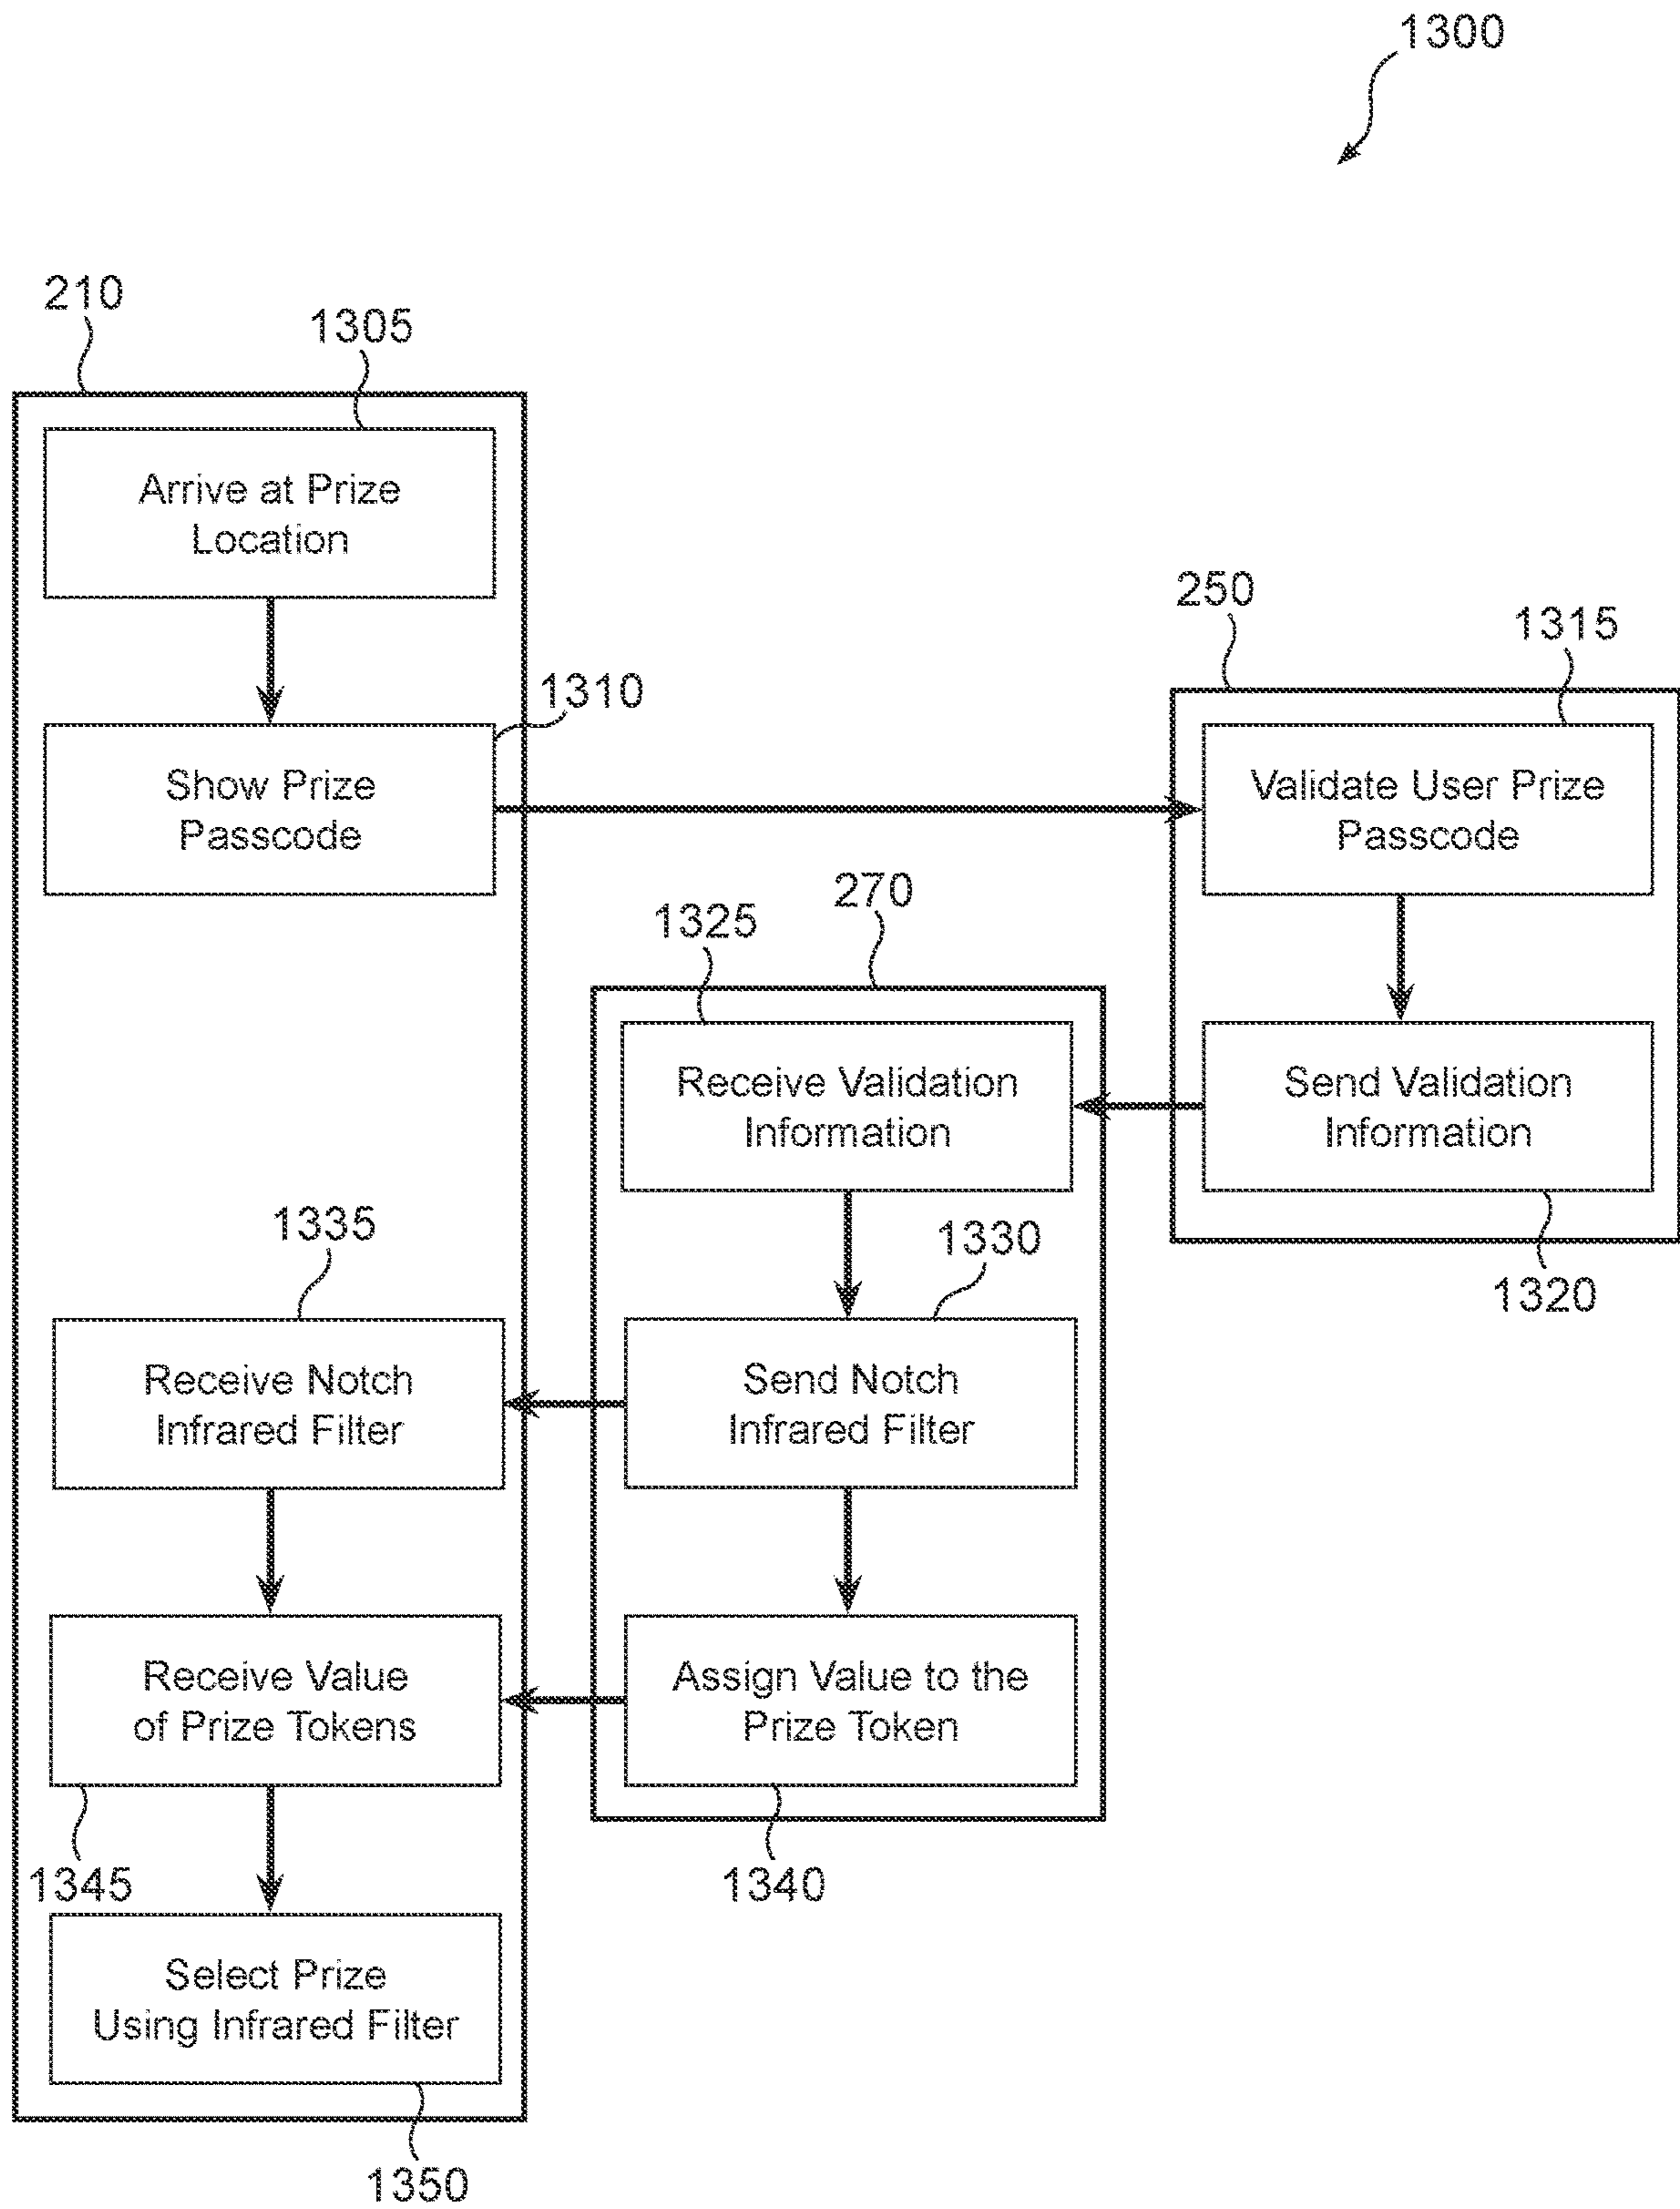 1300
210
1305
Arrive at Prize
Location
250
1315
1310
Show Prize
Passcode
Validate User Prize
Passcode
270
1325
Receive Validation
Information
Send Validation
Information
1335
1330
1320
Receive Notch
Infrared Filter
Send Notch
Infrared Filter
Receive Value
of Prize Tokens
Assign Value to the
Prize Token
1345
1340
Select Prize
Using Infrared Filter
1350